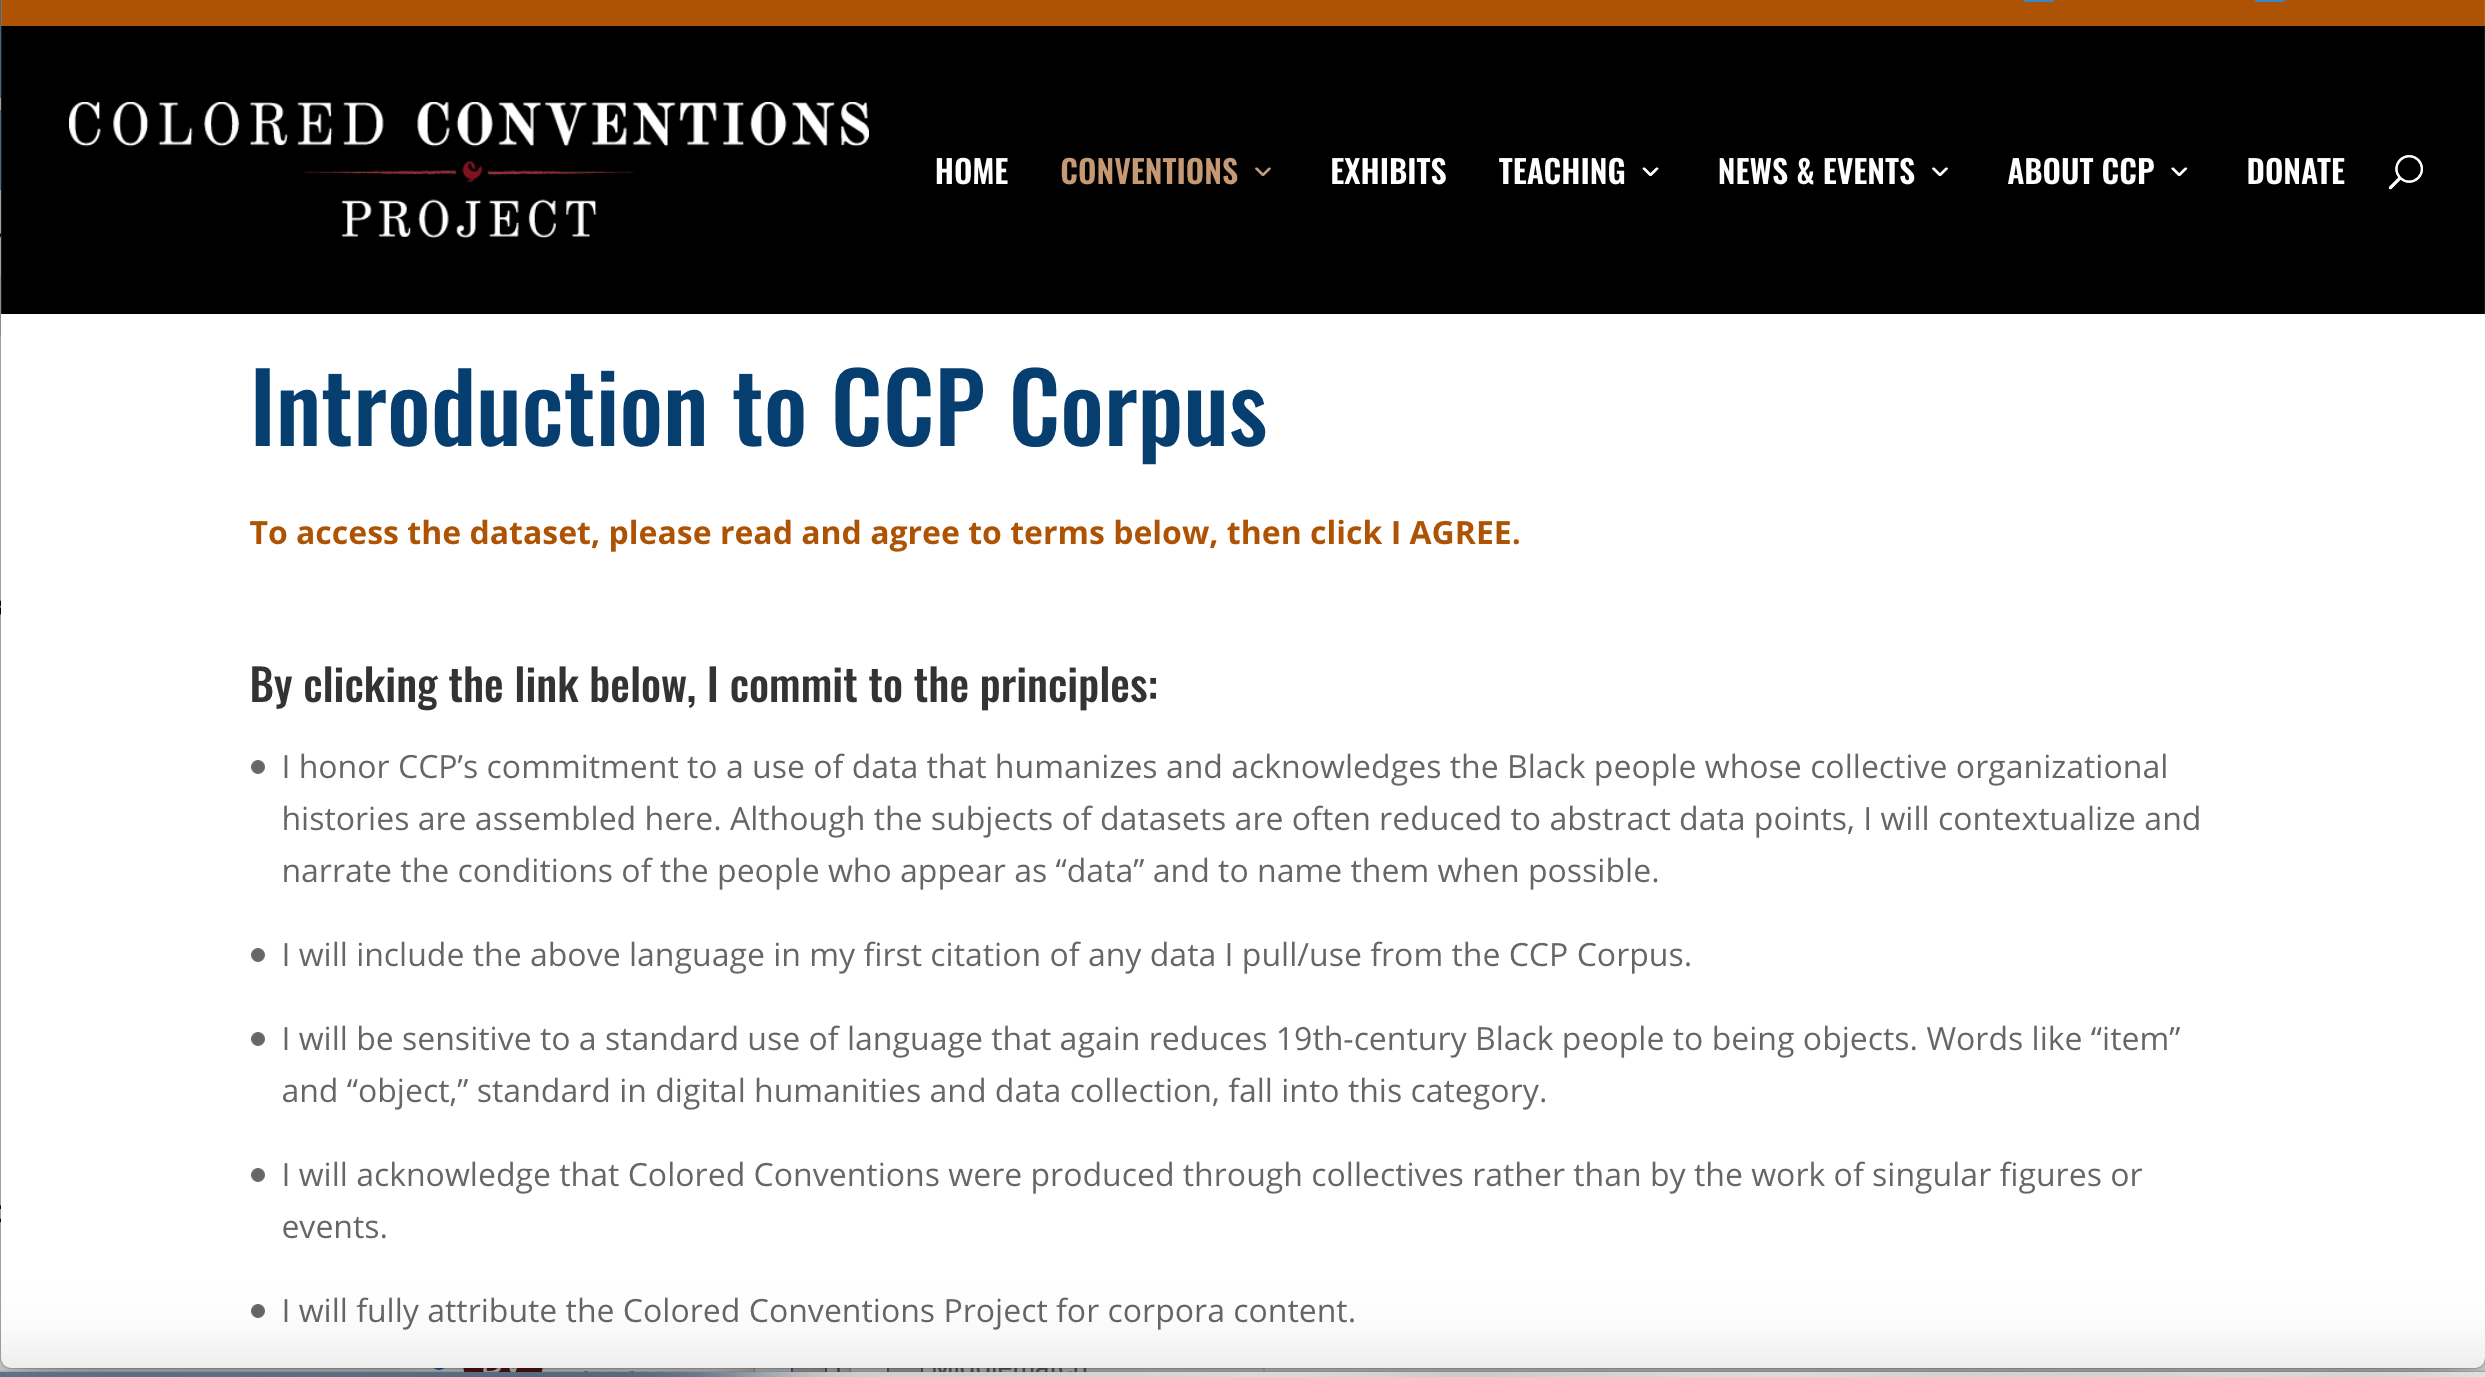 COLORED CONVENTIONS
PROJECT
HOME CONVENTIONS EXHIBITS TEACHING NEWS & EVENTS ABOUT CCP DONATE
Introduction to CCP Corpus
To access the dataset, please read and agree to terms below, then click I AGREE.
By clicking the link below, I commit to the principles:
• I honor CCP’s commitment to a use of data that humanizes and acknowledges the Black people whose collective organizational
histories are assembled here. Although the subjects of datasets are often reduced to abstract data points, I will contextualize and
narrate the conditions of the people who appear as “data” and to name them when possible.
• I will include the above language in my first citation of any data I pull/use from the CCP Corpus.
• I will be sensitive to a standard use of language that again reduces 19th-century Black people to being objects. Words like “item”
and “object,” standard in digital humanities and data collection, fall into this category.
• I will acknowledge that Colored Conventions were produced through collectives rather than by the work of singular figures or
events.
• I will fully attribute the Colored Conventions Project for corpora content.